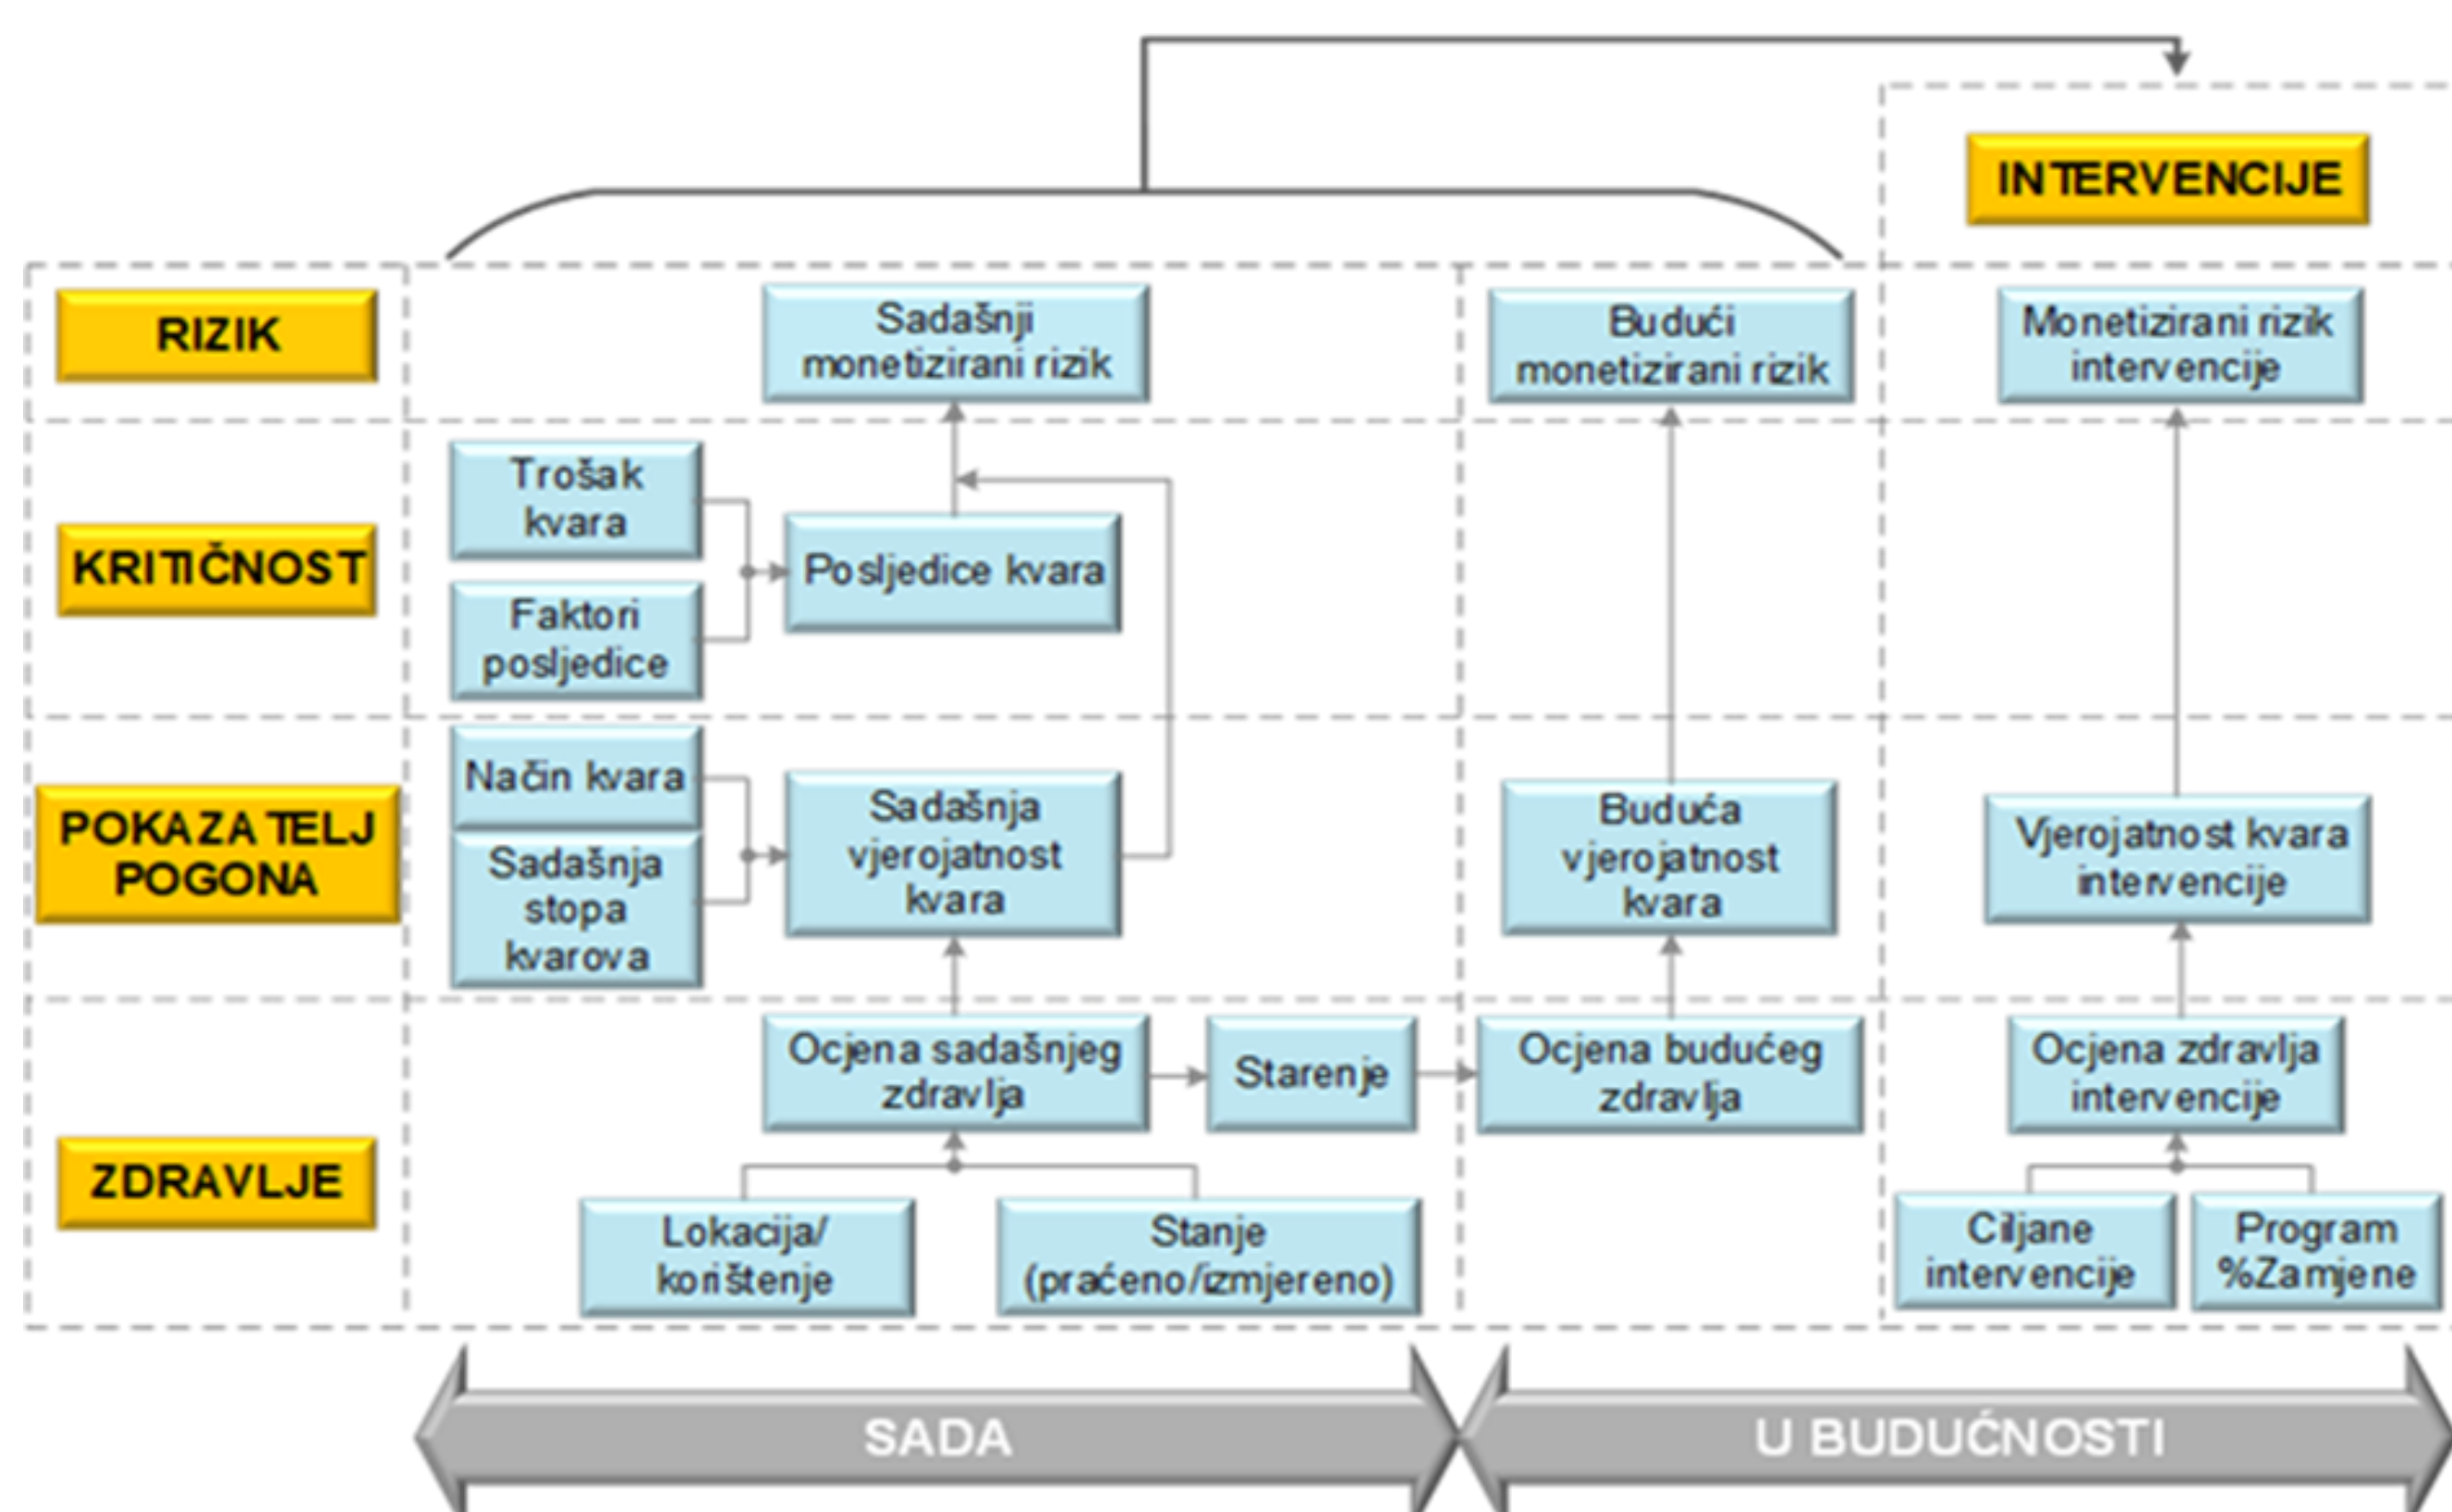 INTERVENCIJE
RIZIK
Sadašnji
monetizirani rizik
Budući
monetizirani rizik
Monetizirani rizik
intervencije
KRITIČNOST
Trošak
kvara
Faktori
posljedice
Posljedice kvara
POKAZATELJ
POGONA
Način kvara
Sadašnja
stopa
kvarova
Sadašnja
vjerojatnost
kvara
Buduća
vjerojatnost
kvara
Vjerojatnost kvara
intervencije
ZDRAVLJE
Ocjena sadašnjeg
zdravlja
Starenje
Ocjena budućeg
zdravlja
Ocjena zdravlja
intervencije
Lokacija/
korištenje
Stanje
(praćeno/izmjereno)
Ciljane
intervencije
Program
%Zamjene
SADA
U BUDUĆNOSTI